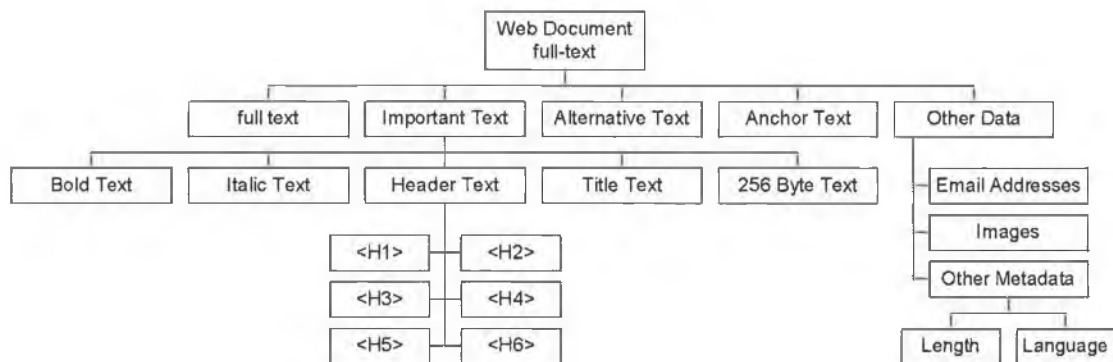 Web Document
full-text
full text
Important Text
Alternative Text
Anchor Text
Other Data
Bold Text
Italic Text
Header Text
Title Text
256 Byte Text
Email Addresses
Images
<H1>
<H2>
Other Metadata
<H3>
<H4>
<H5>
<H6>
Length
Language